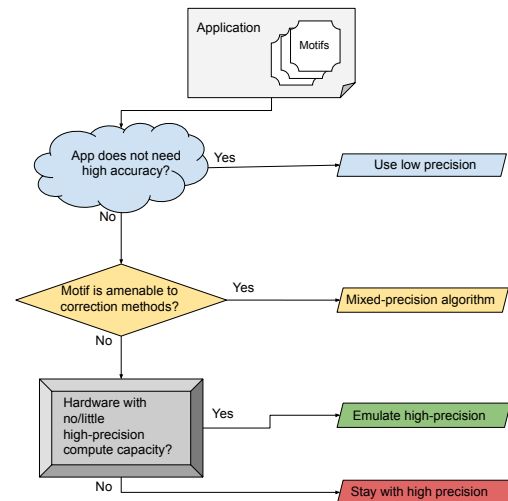 Application
Motifs
App does not need
high accuracy?
Yes
Use low precision
No
Motif is amenable to
correction methods?
Yes
Mixed-precision algorithm
No
Hardware with
no/little
high-precision
compute capacity?
Yes
Emulate high-precision
No
Stay with high precision